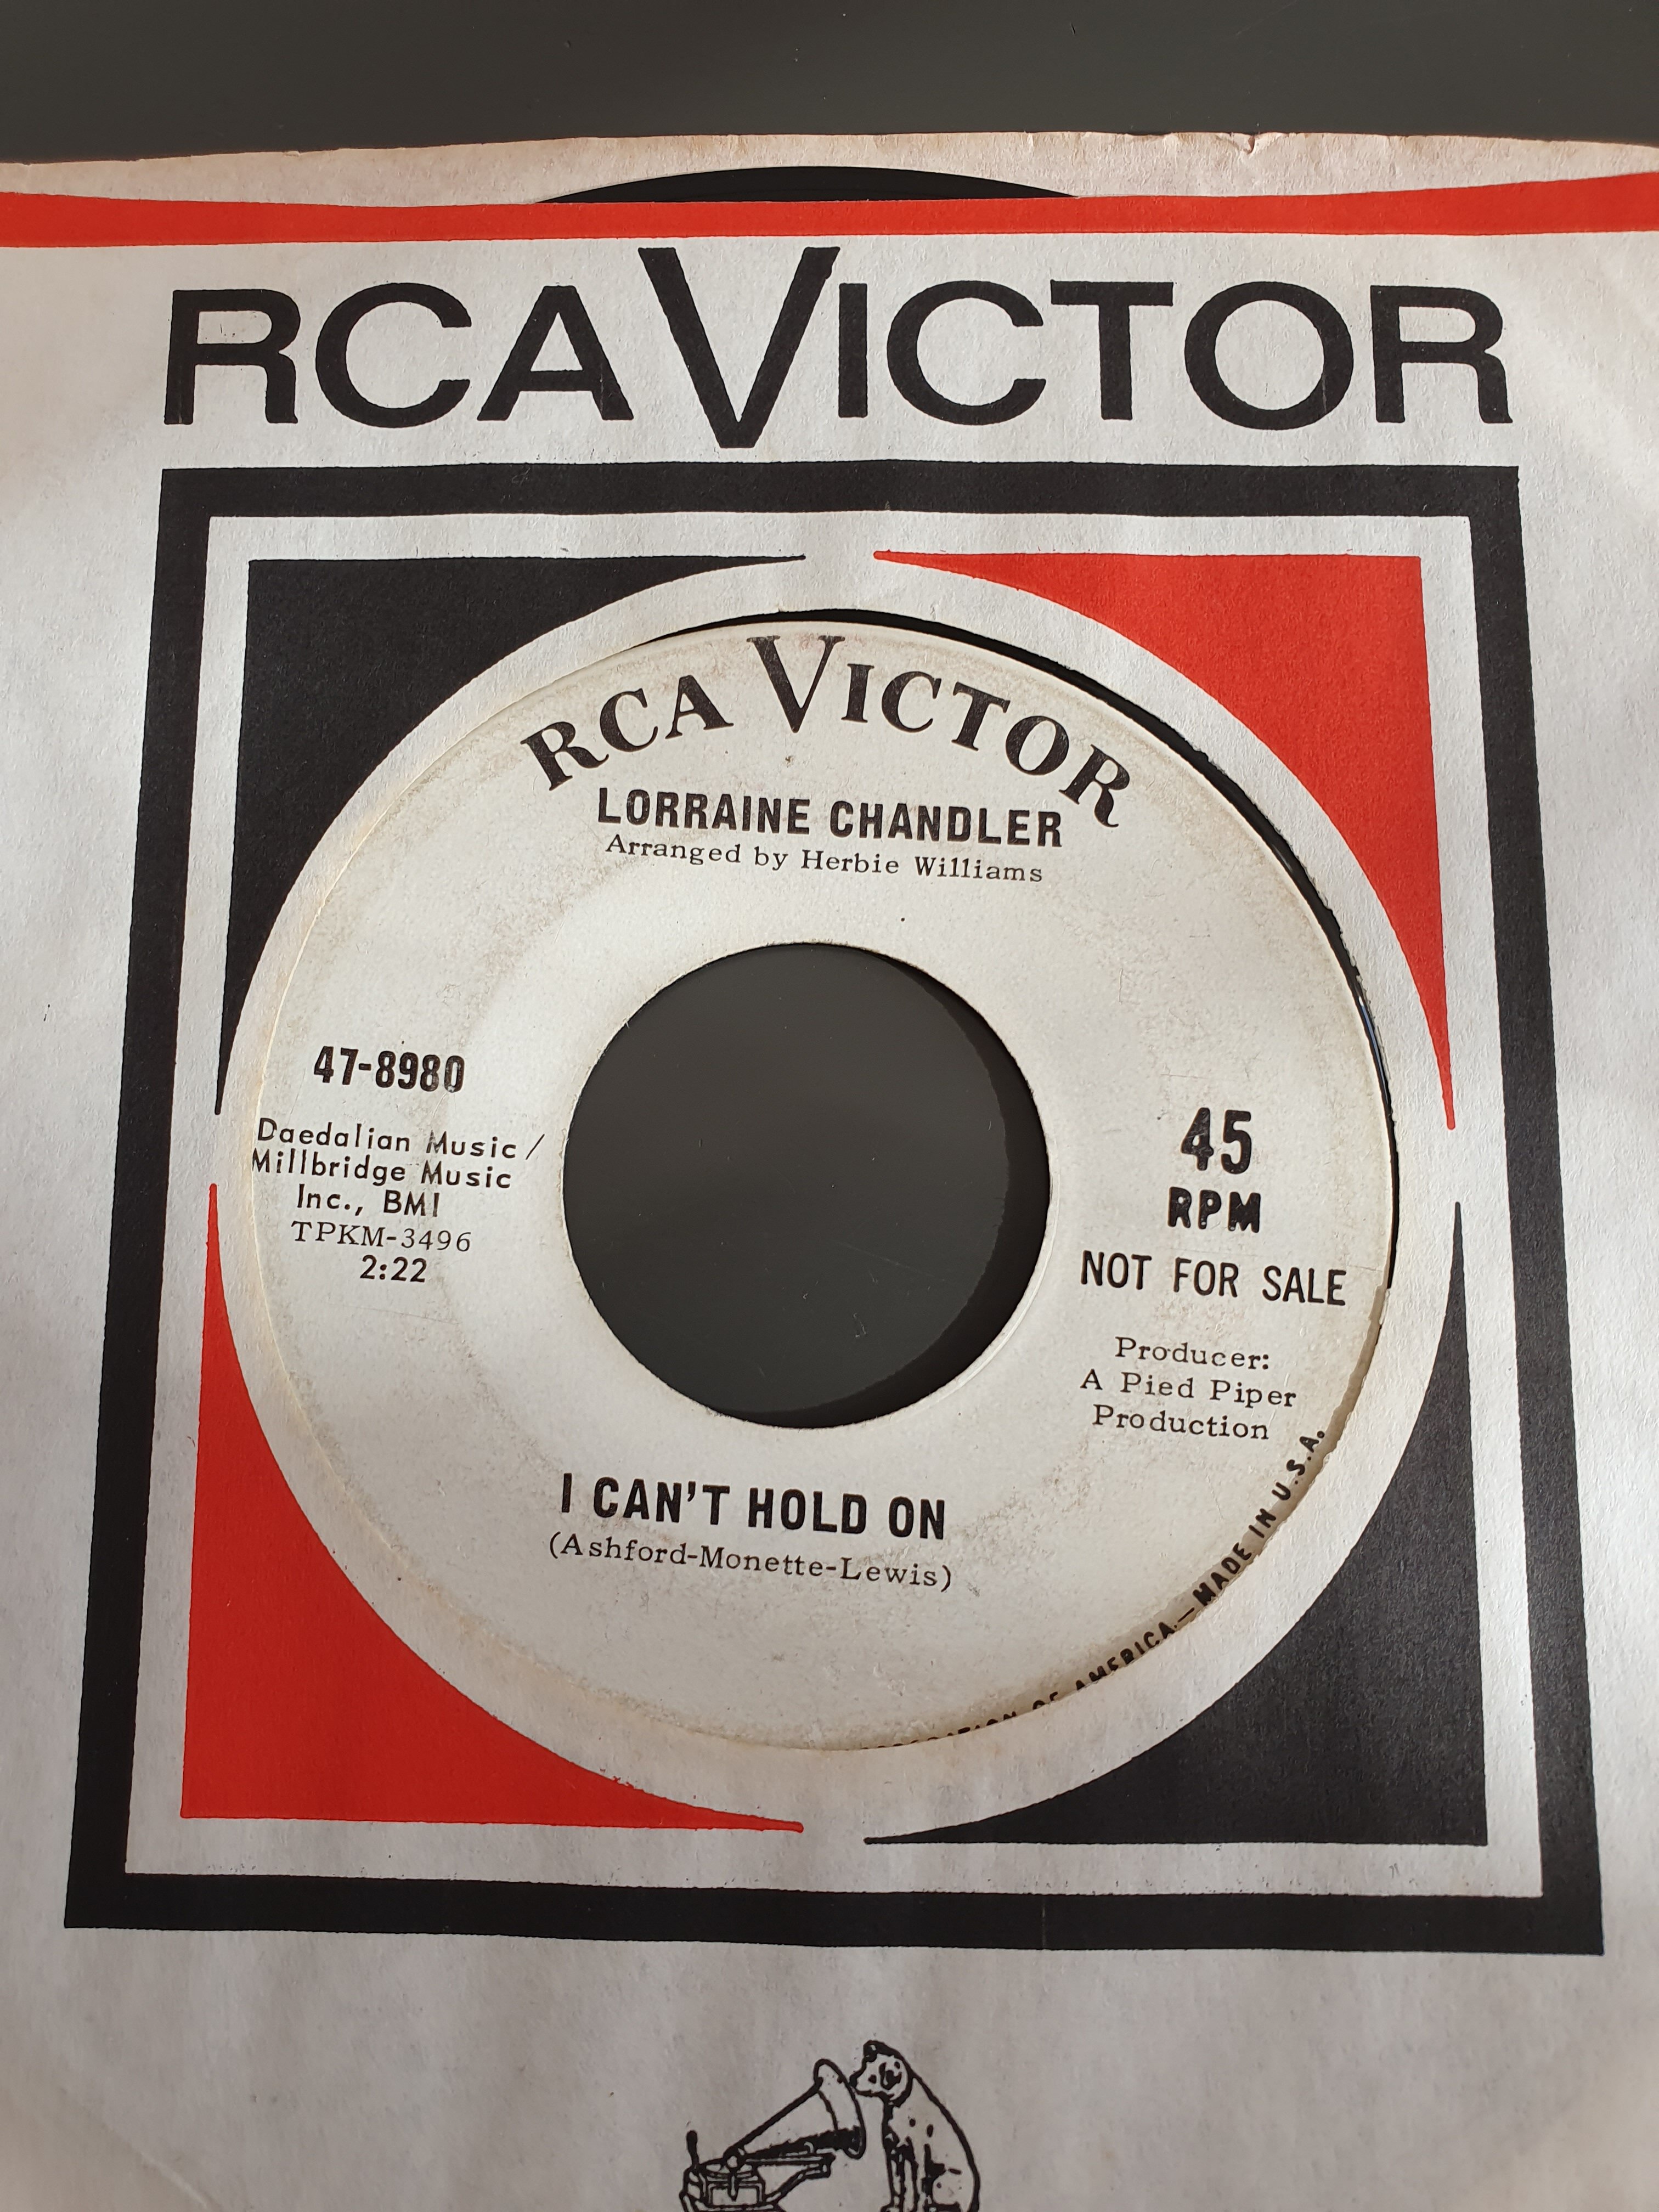 RCA VICTOR
RCA VICTOR
LORRAINE CHANDLER
Arranged by Herbie Williams
47-8980
Daedalian Music /
Millbridge Music
Inc., BMI
TPKM-3496
2:22
45
RPM
NOT FOR SALE
Producer:
A Pied Piper
Production
I CAN'T HOLD ON
(Ashford-Monette-Lewis)
OF AMERICA—MADE IN U.S.A.